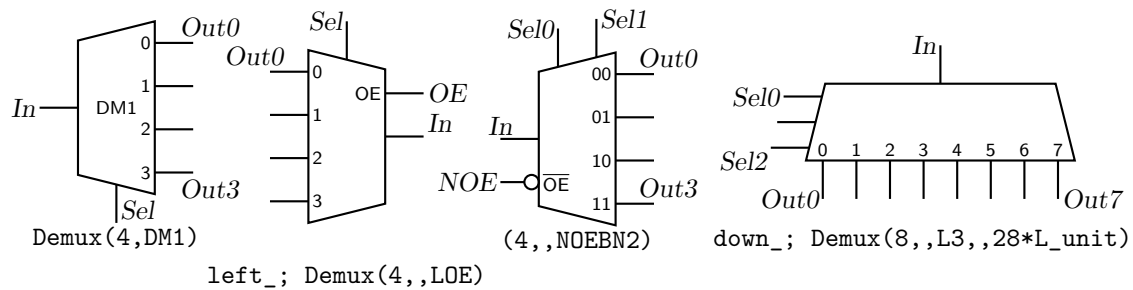 Out0
0
1
In
DM1
2
3
Out3
Sel
Demux(4,DM1)
Sel
Out0
0
OE
OE
1
In
2
3
left_; Demux(4,,LOE)
Sel0
Sel1
Out0
00
01
In
10
NOE
OE
Out3
11
(4,,NOEBN2)
In
Sel0
Sel2
0 1 2 3 4 5 6 7
Out0
Out7
down_; Demux(8,,L3,,28*L_unit)